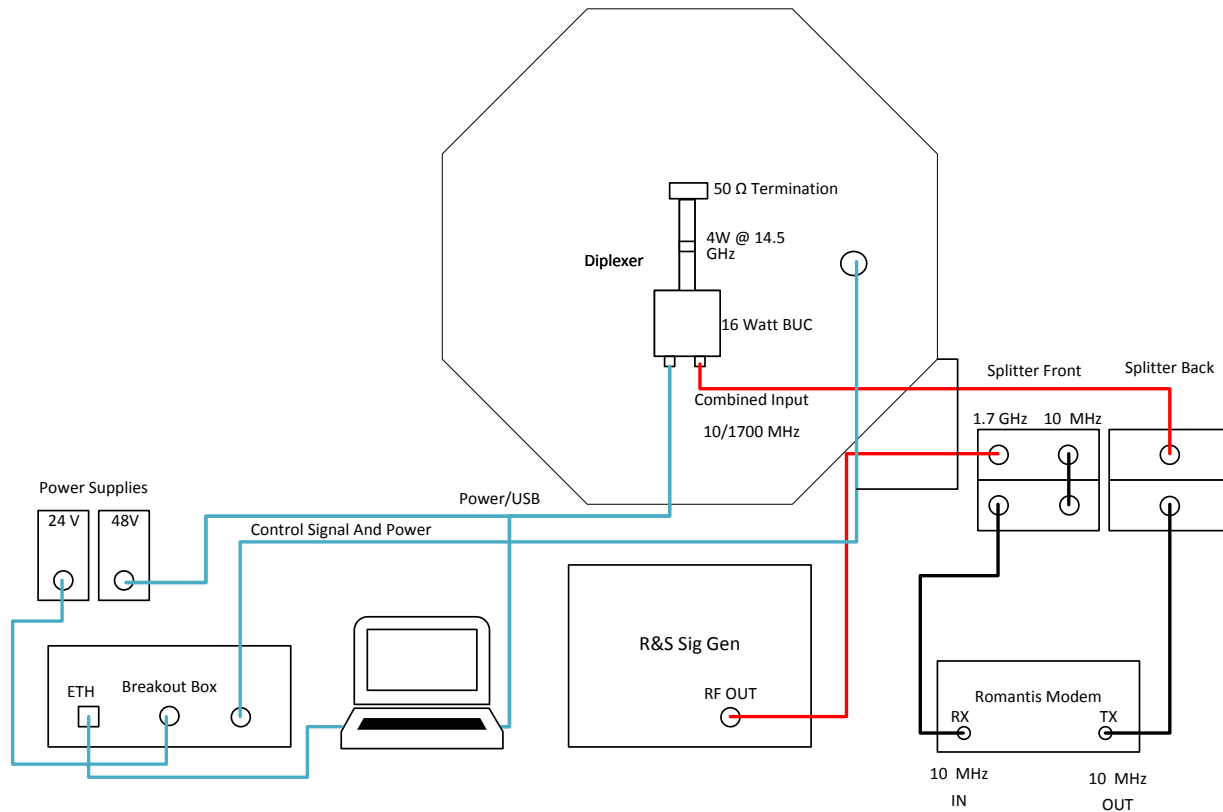 50 Ω Termination
4W @ 14.5
GHz
Diplexer
16 Watt BUC
Splitter Front
Splitter Back
Combined Input
10/1700 MHz
1.7 GHz
10 MHz
Power Supplies
24 V
48V
Power/USB
Control Signal And Power
R&S Sig Gen
RF OUT
ETH
Breakout Box
Romantis Modem
RX
TX
10 MHz
IN
10 MHz
OUT